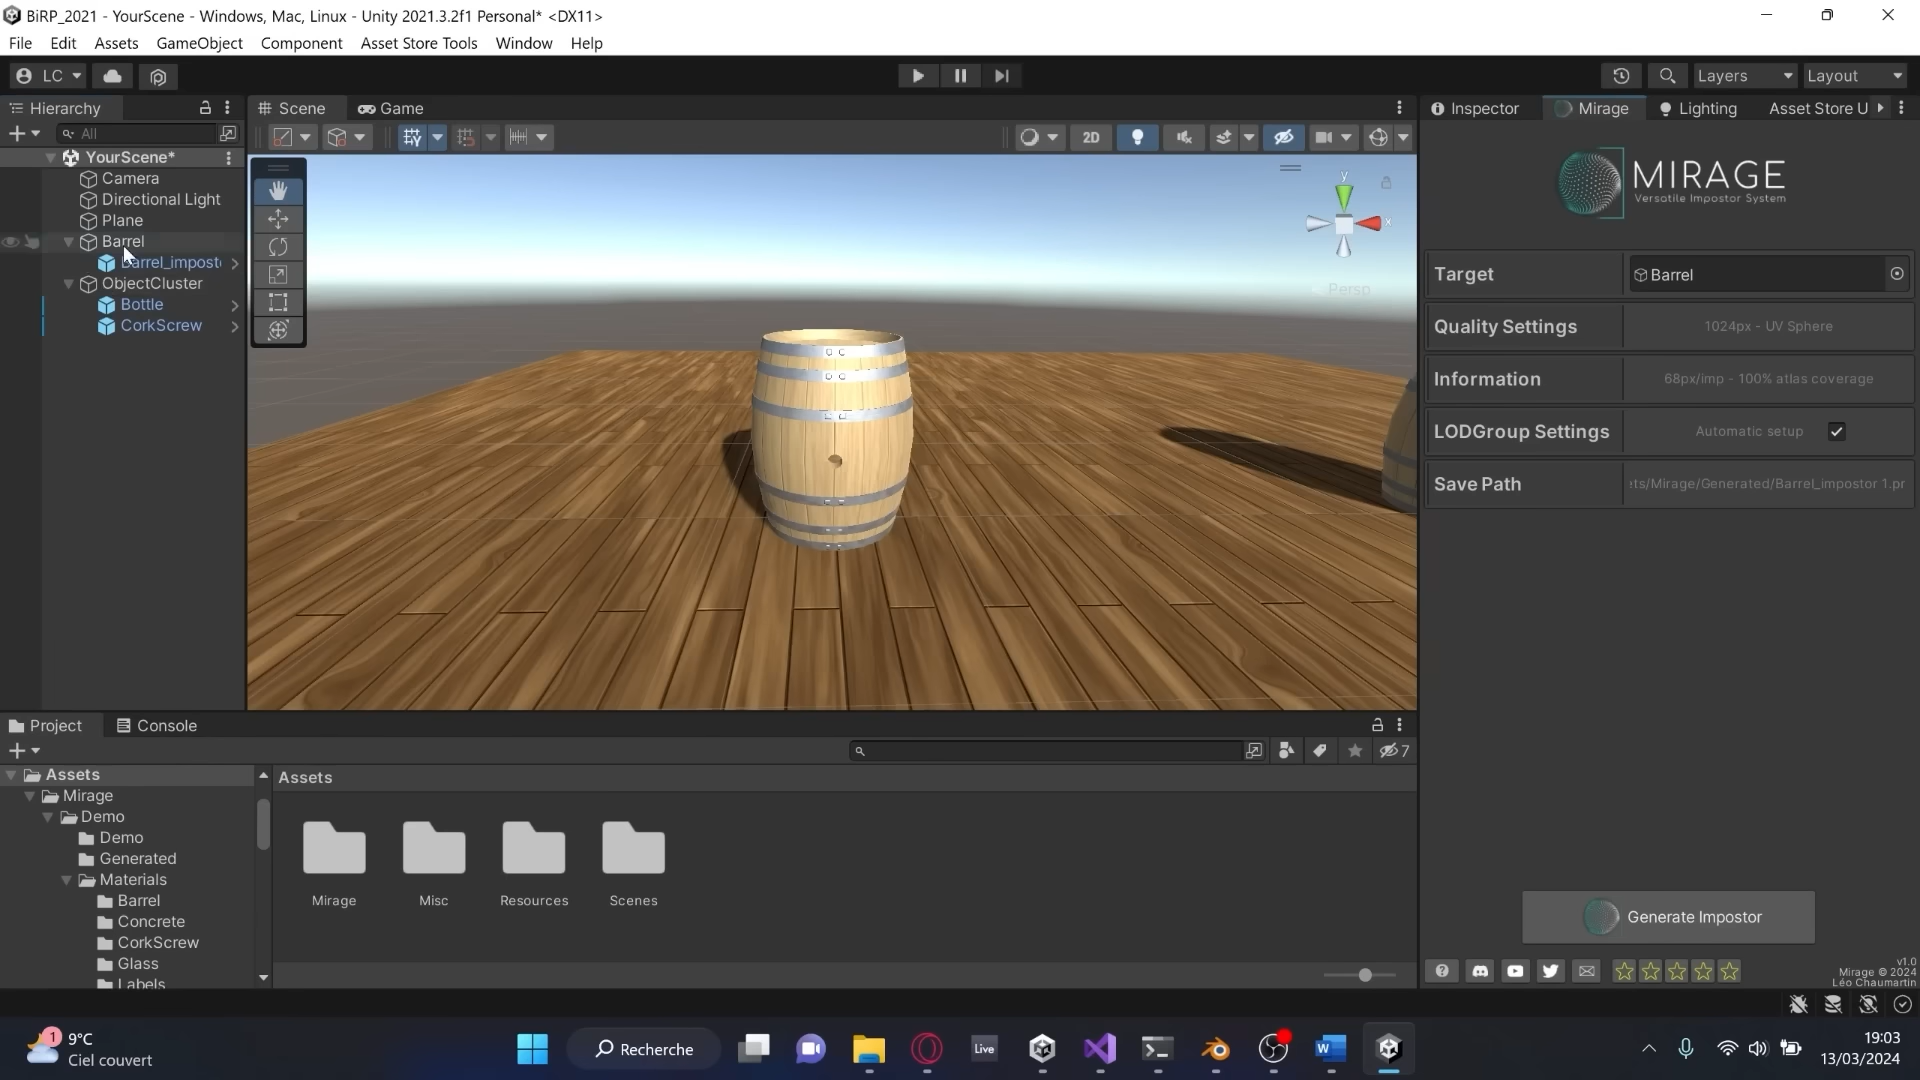 BiRP_2021 - YourScene - Windows, Mac, Linux - Unity 2021.3.2f1 Personal* <DX11>
File Edit Assets GameObject Component Asset Store Tools Window Help
LC Layers Layout
Hierarchy
All
YourScene*
Camera
Directional Light
Plane
Barrel
Barrel_impost
ObjectCluster
Bottle
CorkScrew
Scene Game
2D
y
x
Persp
Inspector Mirage Lighting Asset Store U
MIRAGE
Versatile Impostor System
Target Barrel
Quality Settings 1024px - UV Sphere
Information 68px/imp - 100% atlas coverage
LODGroup Settings Automatic setup
Save Path ets/Mirage/Generated/Barrel_impostor 1.pr
Generate Impostor
v1.0
Mirage © 2024
Léo Chaumartin
Project Console
7
Assets
Mirage
Demo
Demo
Generated
Materials
Barrel
Concrete
CorkScrew
Glass
Labels
Assets
Mirage Misc Resources Scenes
1
9°C
Ciel couvert
Recherche
Live
19:03
13/03/2024